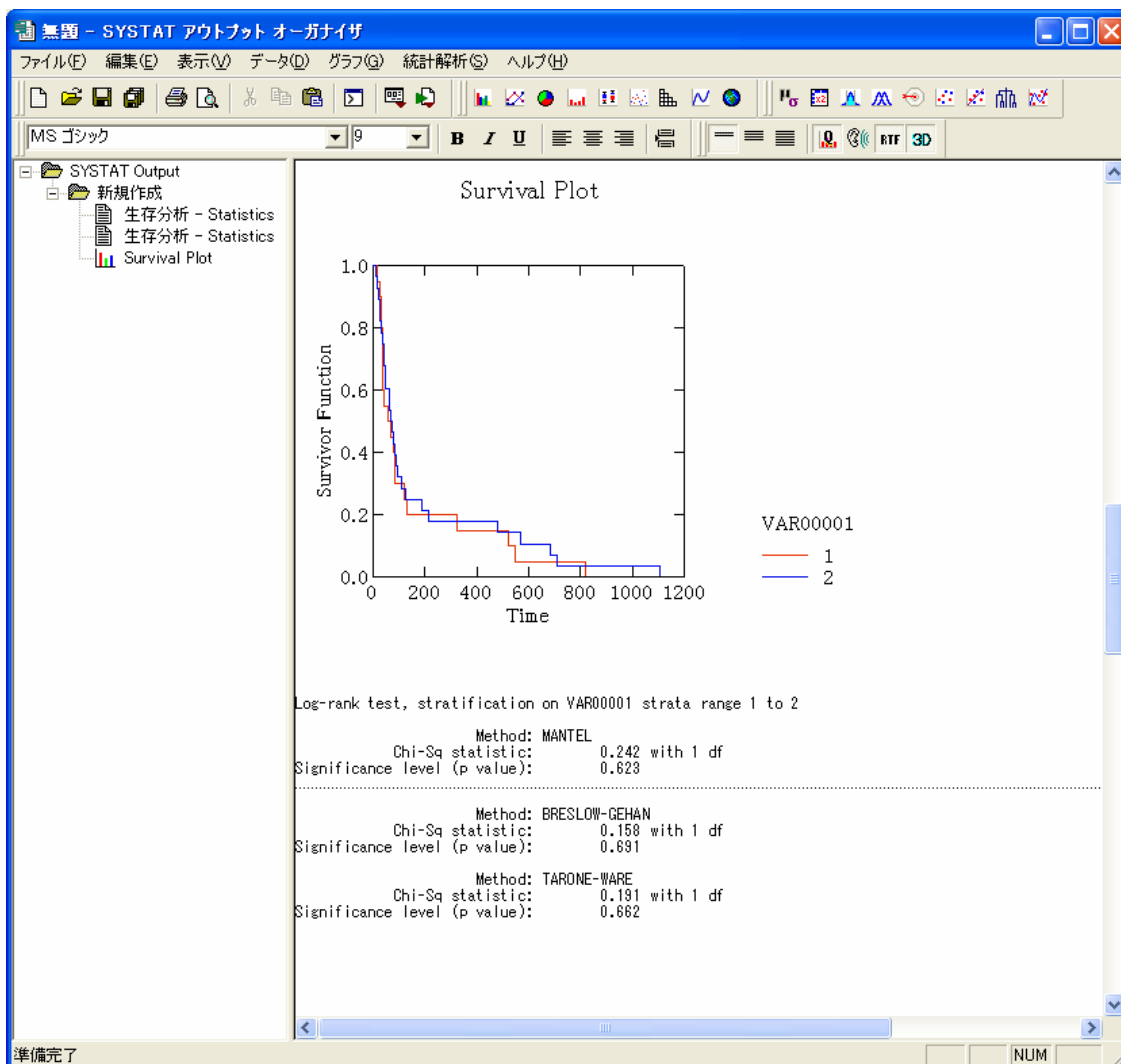 無題 - SYSTAT アウトプット オーガナイザ
ファイル(F) 編集(E) 表示(V) データ(D) グラフ(G) 統計解析(S) ヘルプ(H)
MS ゴシック 9 B I U RTF 3D
SYSTAT Output
新規作成
生存分析 - Statistics
生存分析 - Statistics
Survival Plot
Survival Plot
1.0
0.8
0.6
0.4
0.2
0.0
Survivor Function
0 200 400 600 800 1000 1200
Time
VAR00001
1
2
Log-rank test, stratification on VAR00001 strata range 1 to 2
Method: MANTEL
Chi-Sq statistic: 0.242 with 1 df
Significance level (p value): 0.623
Method: BRESLOW-GEHAN
Chi-Sq statistic: 0.158 with 1 df
Significance level (p value): 0.691
Method: TARONE-WARE
Chi-Sq statistic: 0.191 with 1 df
Significance level (p value): 0.662
準備完了 NUM